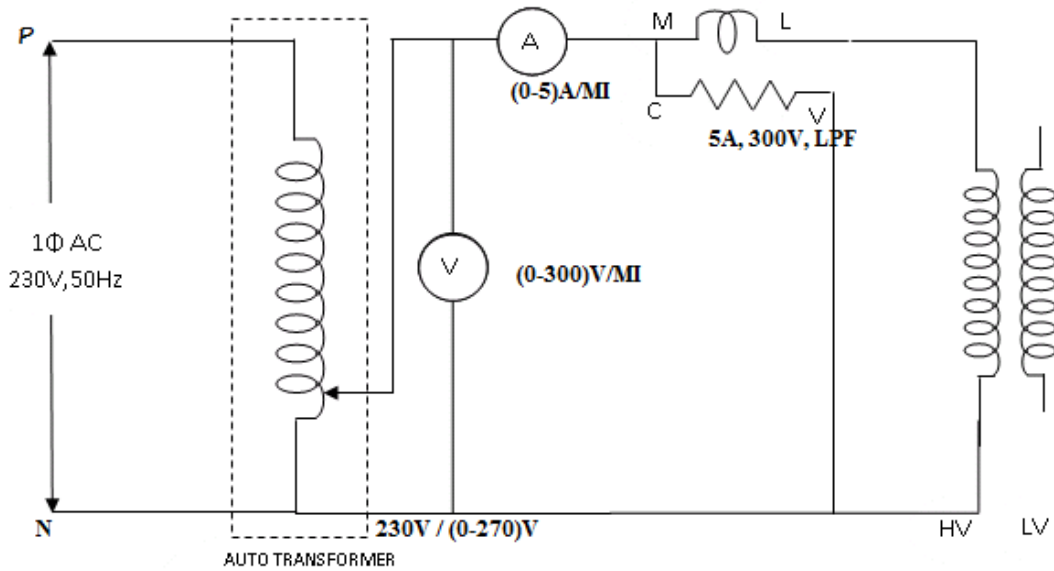 P
A
M
L
(0-5)A/MI
C
V
5A, 300V, LPF
1Φ AC
230V,50Hz
V
(0-300)V/MI
N
230V / (0-270)V
HV
LV
AUTO TRANSFORMER